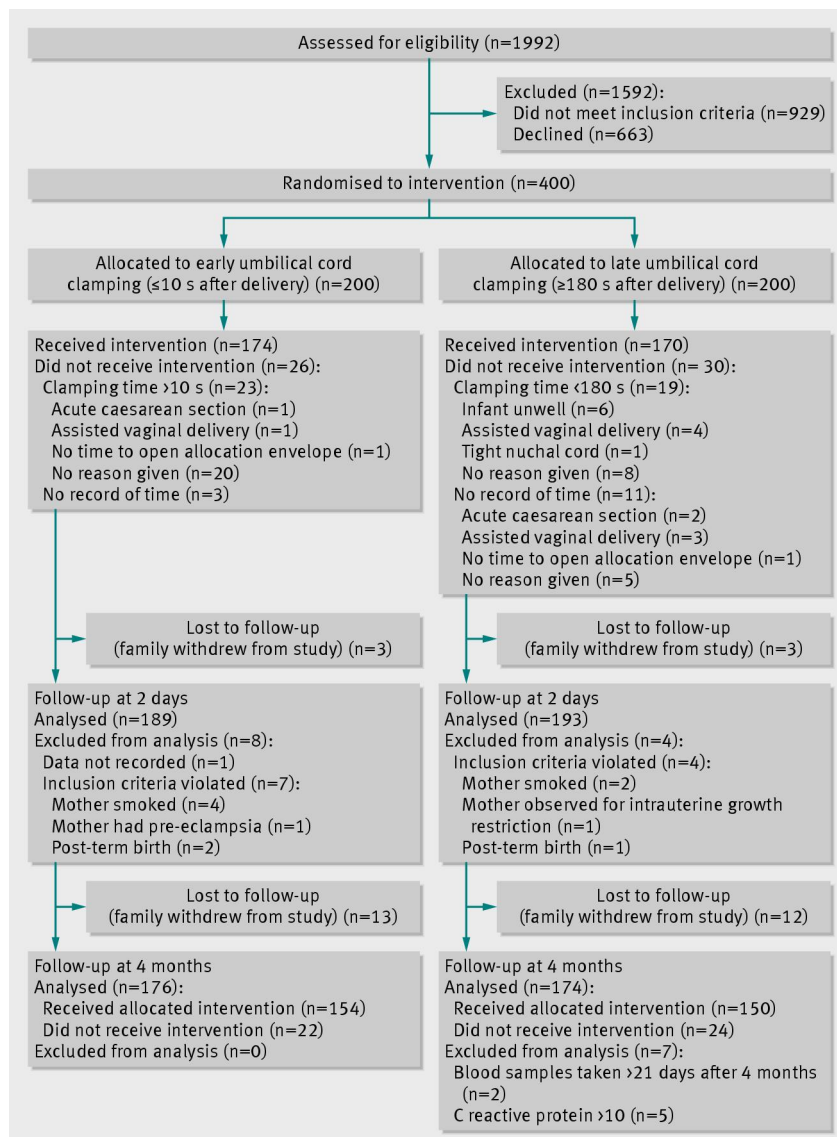 Assessed for eligibility (n=1992)
Excluded (n=1592):
Did not meet inclusion criteria (n=929)
Declined (n=663)
Randomised to intervention (n=400)
Allocated to early umbilical cord
clamping (≤10 s after delivery) (n=200)
Allocated to late umbilical cord
clamping (≥180 s after delivery) (n=200)
Received intervention (n=174)
Did not receive intervention (n=26):
Clamping time >10 s (n=23):
Acute caesarean section (n=1)
Assisted vaginal delivery (n=1)
No time to open allocation envelope (n=1)
No reason given (n=20)
No record of time (n=3)
Received intervention (n=170)
Did not receive intervention (n= 30):
Clamping time <180 s (n=19):
Infant unwell (n=6)
Assisted vaginal delivery (n=4)
Tight nuchal cord (n=1)
No reason given (n=8)
No record of time (n=11):
Acute caesarean section (n=2)
Assisted vaginal delivery (n=3)
No time to open allocation envelope (n=1)
No reason given (n=5)
Lost to follow-up
(family withdrew from study) (n=3)
Lost to follow-up
(family withdrew from study) (n=3)
Follow-up at 2 days
Analysed (n=189)
Excluded from analysis (n=8):
Data not recorded (n=1)
Inclusion criteria violated (n=7):
Mother smoked (n=4)
Mother had pre-eclampsia (n=1)
Post-term birth (n=2)
Follow-up at 2 days
Analysed (n=193)
Excluded from analysis (n=4):
Inclusion criteria violated (n=4):
Mother smoked (n=2)
Mother observed for intrauterine growth
restriction (n=1)
Post-term birth (n=1)
Lost to follow-up
(family withdrew from study) (n=13)
Lost to follow-up
(family withdrew from study) (n=12)
Follow-up at 4 months
Analysed (n=176):
Received allocated intervention (n=154)
Did not receive intervention (n=22)
Excluded from analysis (n=0)
Follow-up at 4 months
Analysed (n=174):
Received allocated intervention (n=150)
Did not receive intervention (n=24)
Excluded from analysis (n=7):
Blood samples taken >21 days after 4 months
(n=2)
C reactive protein >10 (n=5)